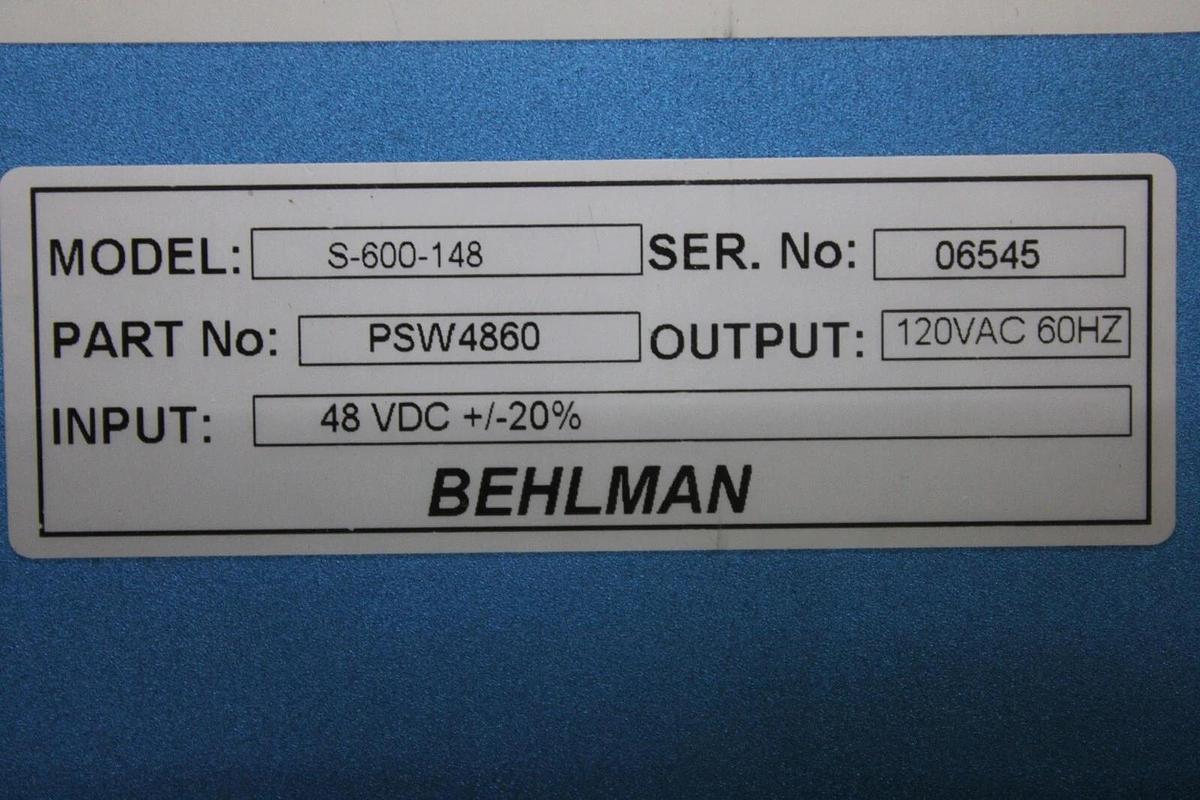 MODEL: S-600-148 SER. No: 06545
PART No: PSW4860 OUTPUT: 120VAC 60HZ
INPUT: 48 VDC +/-20%
BEHLMAN